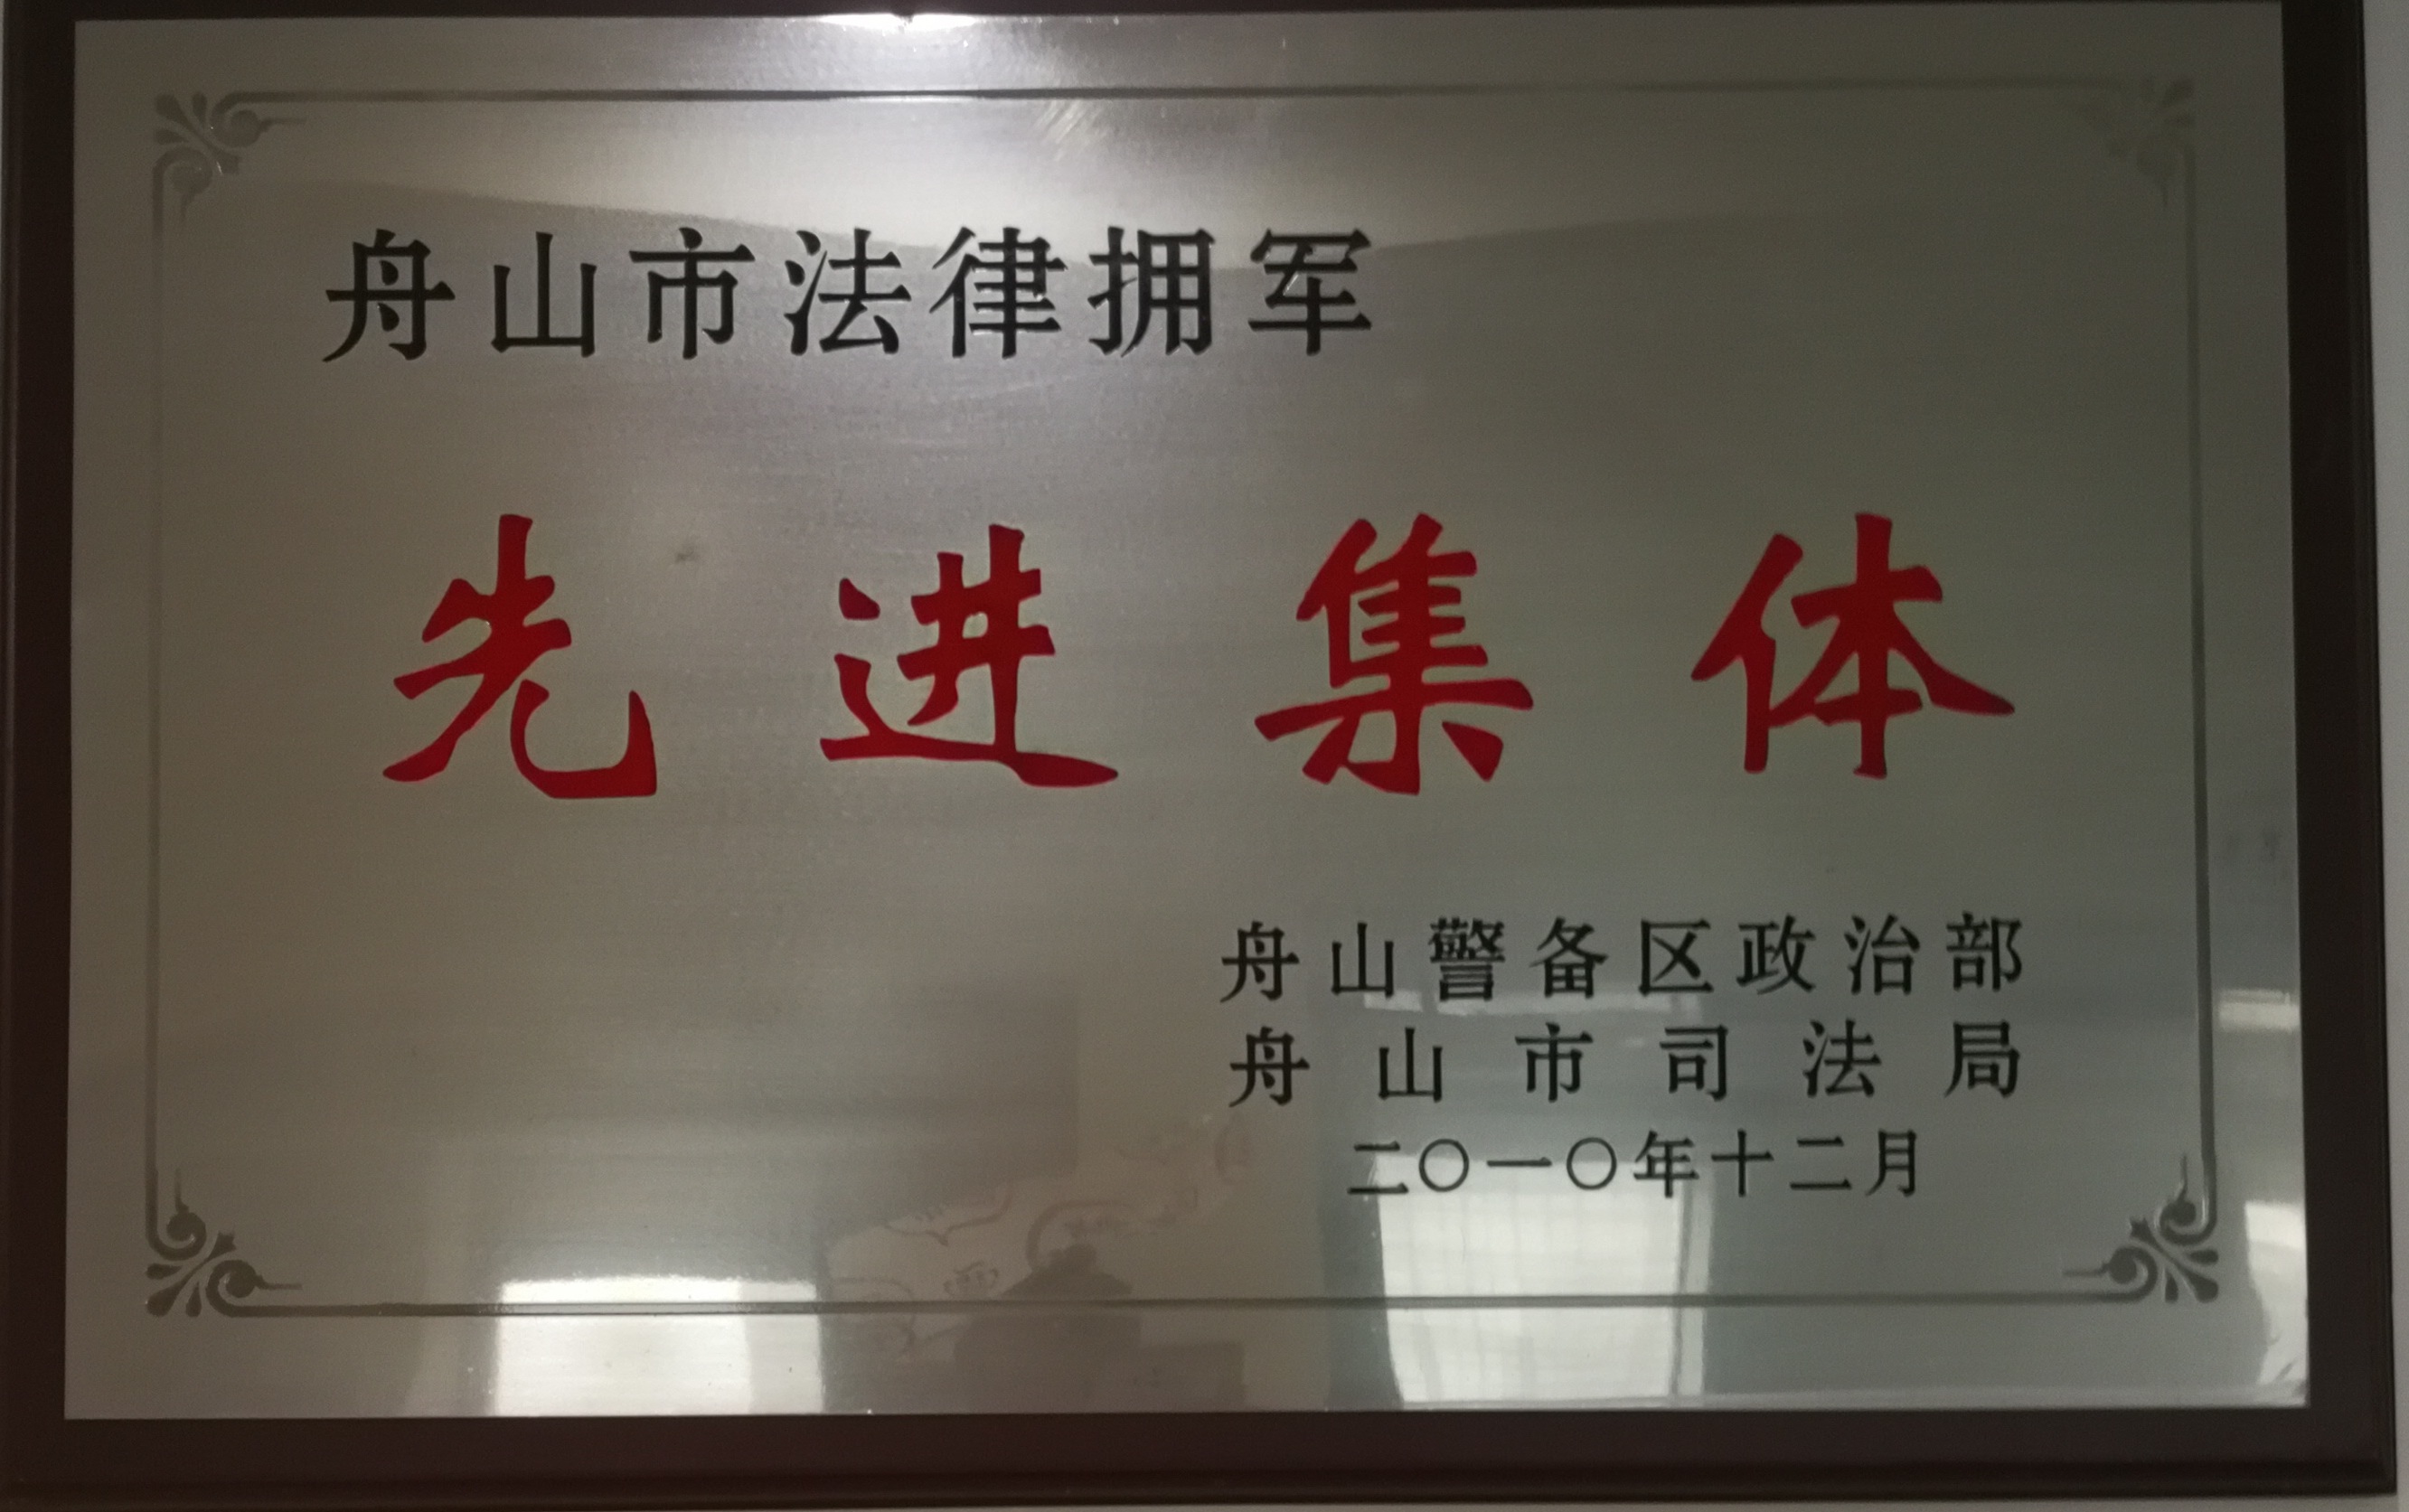 舟山市法律拥军
先进集体
舟山警备区政治部
舟山市司法局
二〇一〇年十二月